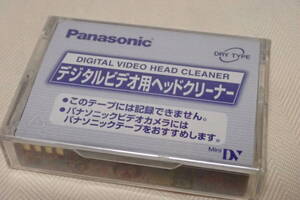 Panasonic
DRY TYPE
DIGITAL VIDEO HEAD CLEANER
デジタルビデオ用ヘッドクリーナー
●このテープには記録できません。
●パナソニックビデオカメラには
パナソニックテープをおすすめします。
Mini DV